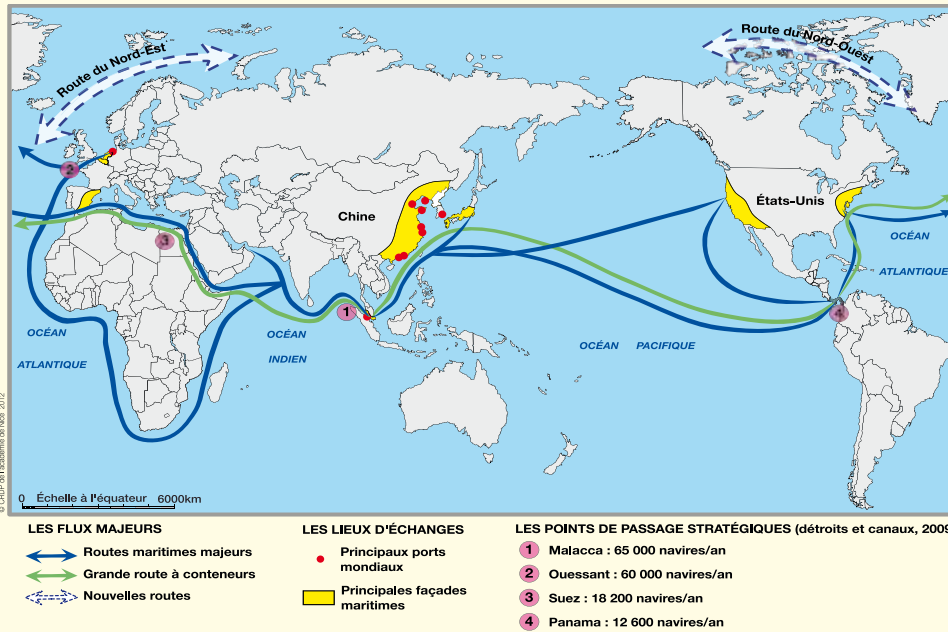 Route du Nord-Est
Route du Nord-Ouest
2
Chine
États-Unis
3
OCÉAN
ATLANTIQUE
1
4
OCÉAN
ATLANTIQUE
OCÉAN
INDIEN
OCÉAN PACIFIQUE
© CRDP de l'académie de Nice 2012
0 Échelle à l'équateur 6000km
LES FLUX MAJEURS
Routes maritimes majeurs
Grande route à conteneurs
Nouvelles routes
LES LIEUX D'ÉCHANGES
Principaux ports
mondiaux
Principales façades
maritimes
LES POINTS DE PASSAGE STRATÉGIQUES (détroits et canaux, 2009
1 Malacca : 65 000 navires/an
2 Ouessant : 60 000 navires/an
3 Suez : 18 200 navires/an
4 Panama : 12 600 navires/an